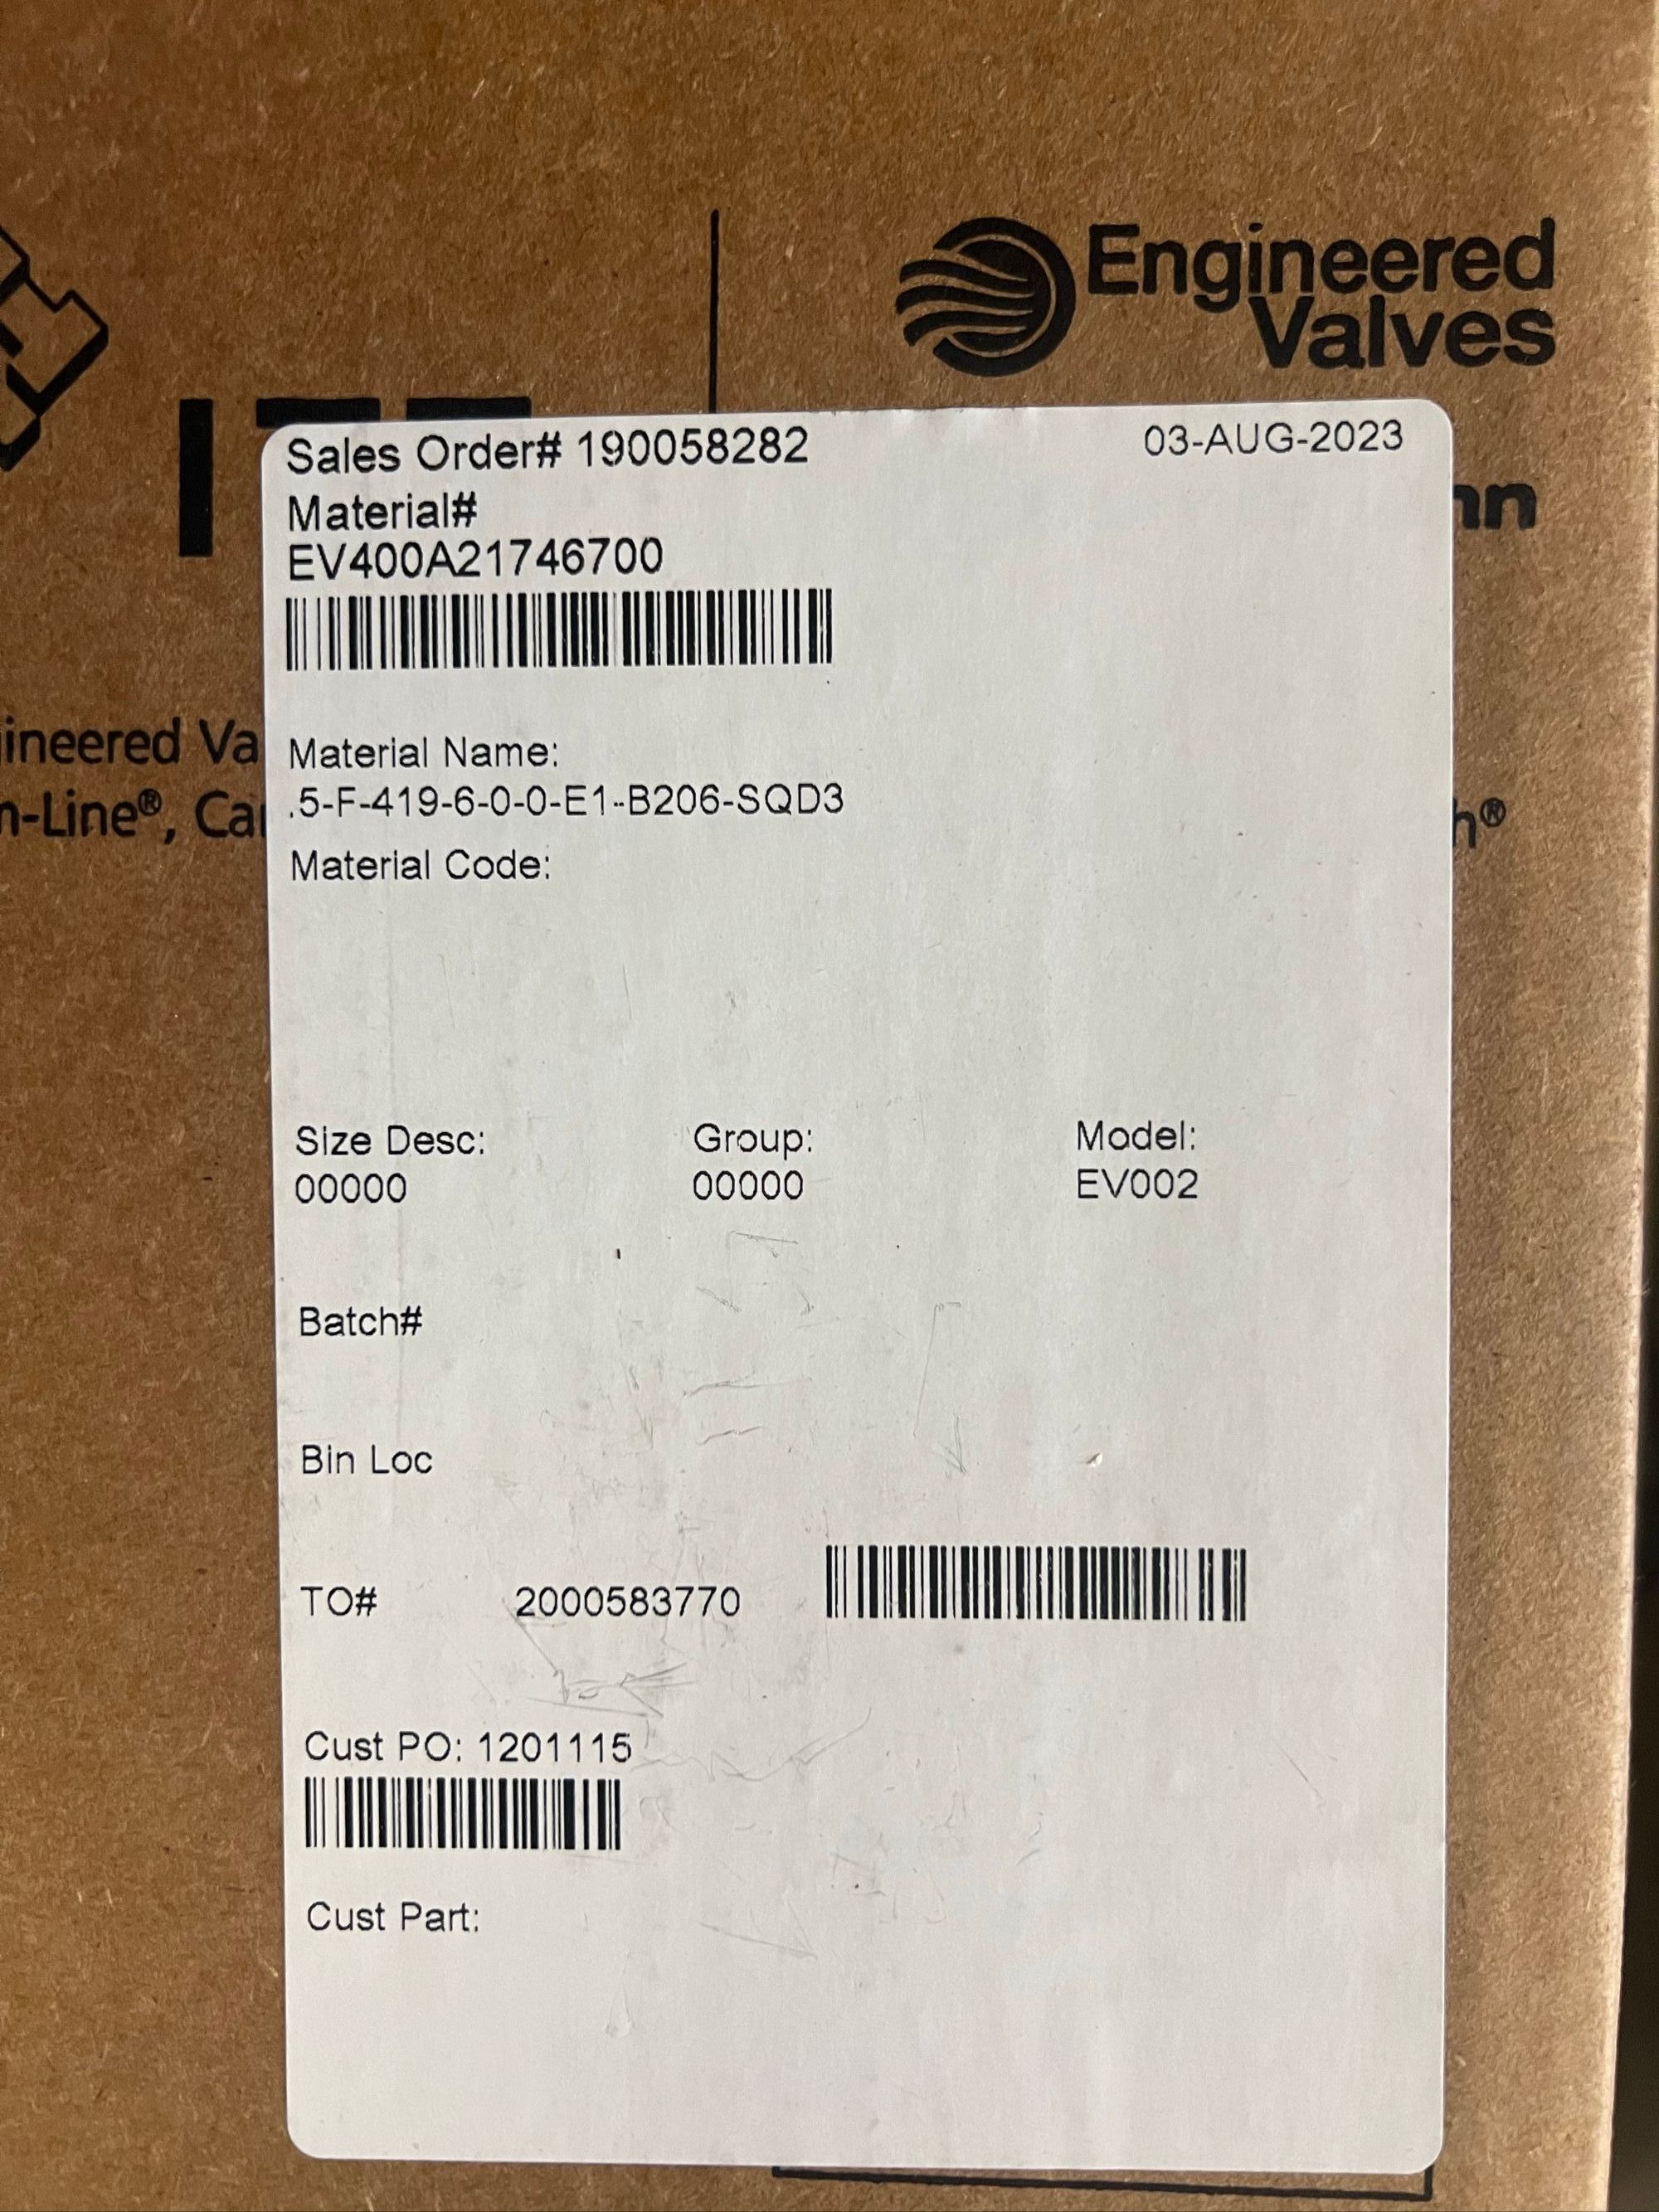 Engineered
Valves
Sales Order# 190058282
03-AUG-2023
Material#
EV400A21746700
Material Name:
.5-F-419-6-0-0-E1--B206-SQD3
Material Code:
Size Desc:
Group:
Model:
00000
00000
EV002
Batch#
Bin Loc
TO#
2000583770
Cust PO: 1201115
Cust Part: